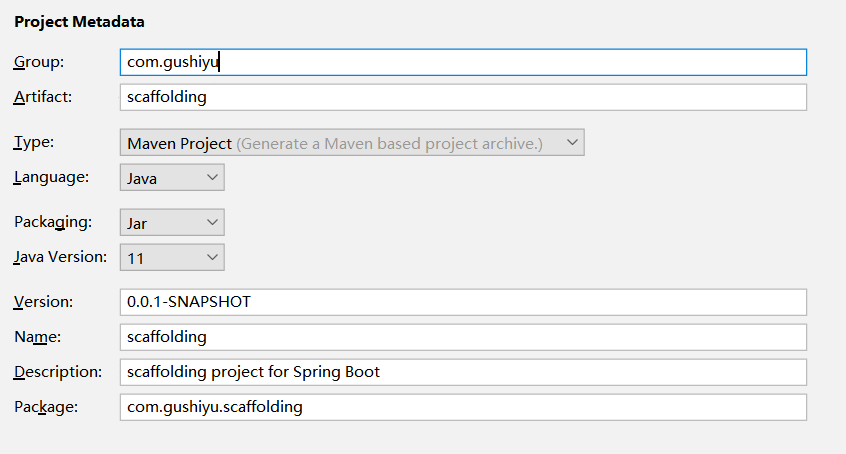 Project Metadata
Group: com.gushiyu
Artifact: scaffolding
Type: Maven Project (Generate a Maven based project archive.)
Language: Java
Packaging: Jar
Java Version: 11
Version: 0.0.1-SNAPSHOT
Name: scaffolding
Description: scaffolding project for Spring Boot
Package: com.gushiyu.scaffolding